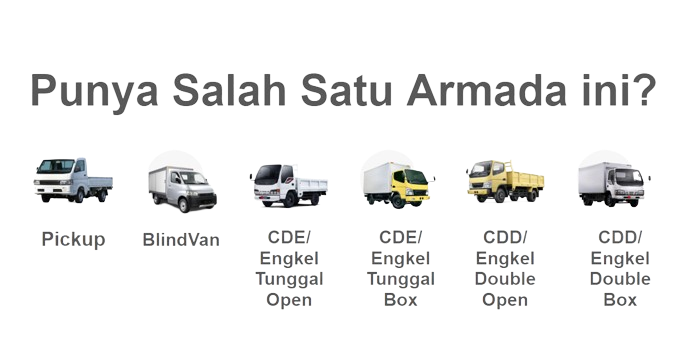 Punya Salah Satu Armada ini?
Pickup
BlindVan
CDE/
Engkel
Tunggal
Open
CDE/
Engkel
Tunggal
Box
CDD/
Engkel
Double
Open
CDD/
Engkel
Double
Box